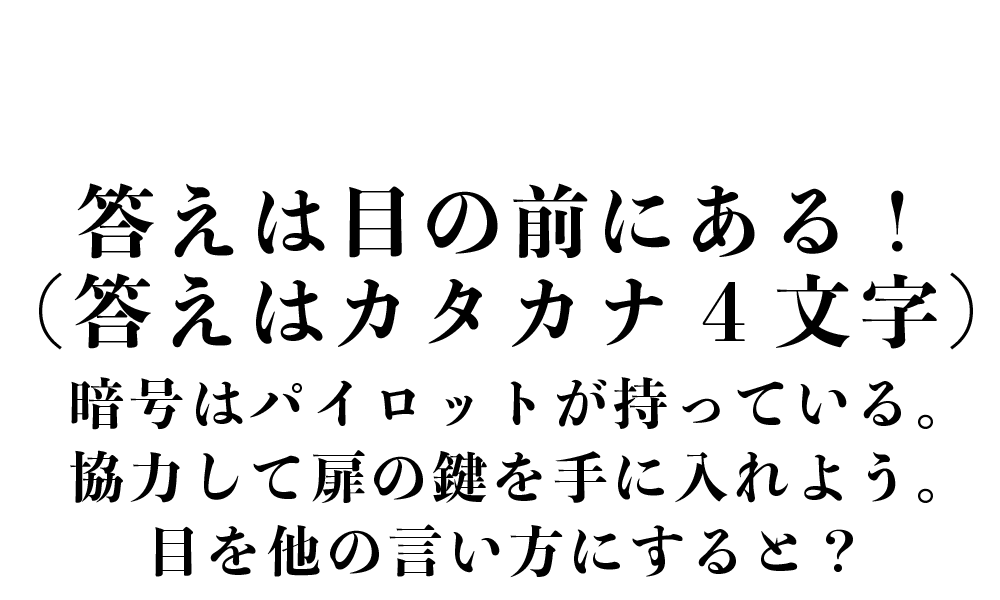 答えは目の前にある！
（答えはカタカナ４文字）
暗号はパイロットが持っている。
協力して扉の鍵を手に入れよう。
目を他の言い方にすると？